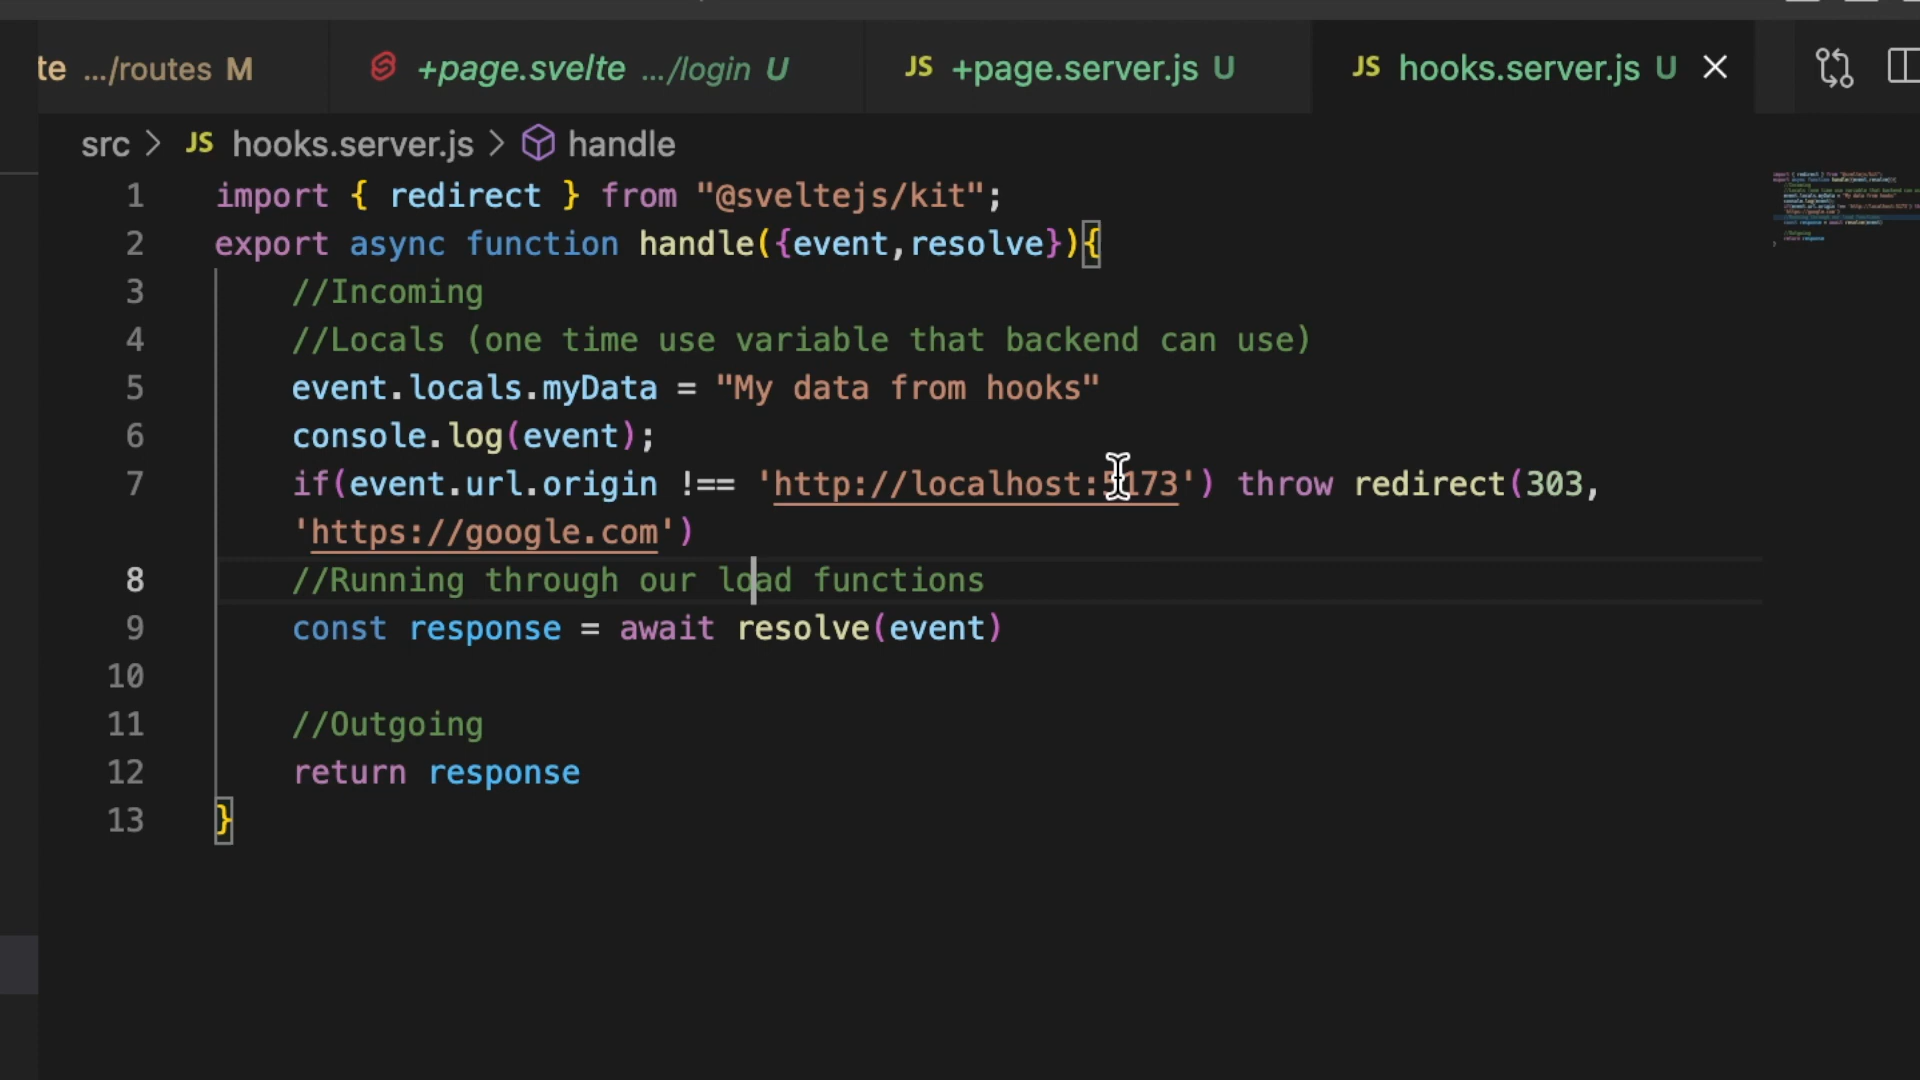 te .../routes M +page.svelte .../login U JS +page.server.js U JS hooks.server.js U
src > JS hooks.server.js > handle
1 import { redirect } from "@sveltejs/kit";
2 export async function handle({event,resolve}){
3 //Incoming
4 //Locals (one time use variable that backend can use)
5 event.locals.myData = "My data from hooks"
6 console.log(event);
7 if(event.url.origin !== 'http://localhost:5173') throw redirect(303,
'https://google.com')
8 //Running through our load functions
9 const response = await resolve(event)
10
11 //Outgoing
12 return response
13 }